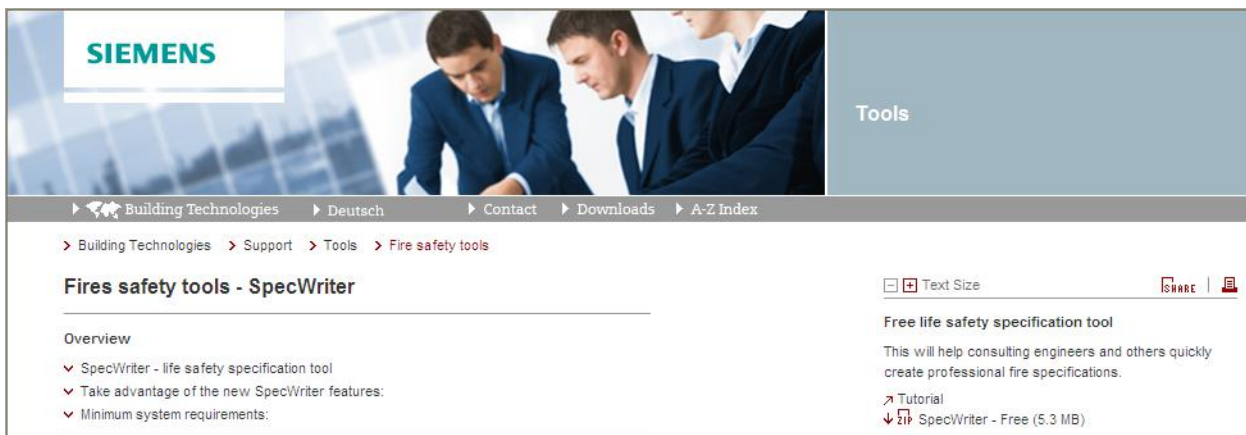 SIEMENS
Tools
Building Technologies Deutsch Contact Downloads A-Z Index
Building Technologies Support Tools Fire safety tools
Fires safety tools - SpecWriter
Overview
SpecWriter - life safety specification tool
Take advantage of the new SpecWriter features:
Minimum system requirements:
Text Size SHARE
Free life safety specification tool
This will help consulting engineers and others quickly
create professional fire specifications.
Tutorial
ZIP SpecWriter - Free (5.3 MB)